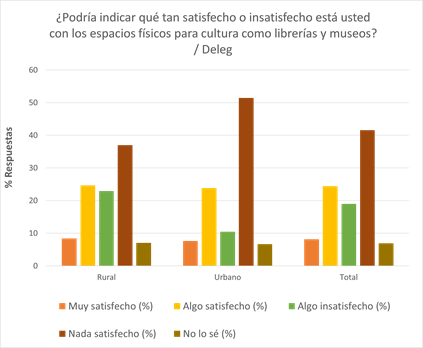 ¿Podría indicar qué tan satisfecho o insatisfecho está usted
con los espacios físicos para cultura como librerías y museos?
/ Deleg
% Respuestas
60
50
40
30
20
10
0
Rural
Urbano
Total
Muy satisfecho (%)
Algo satisfecho (%)
Algo insatisfecho (%)
Nada satisfecho (%)
No lo sé (%)